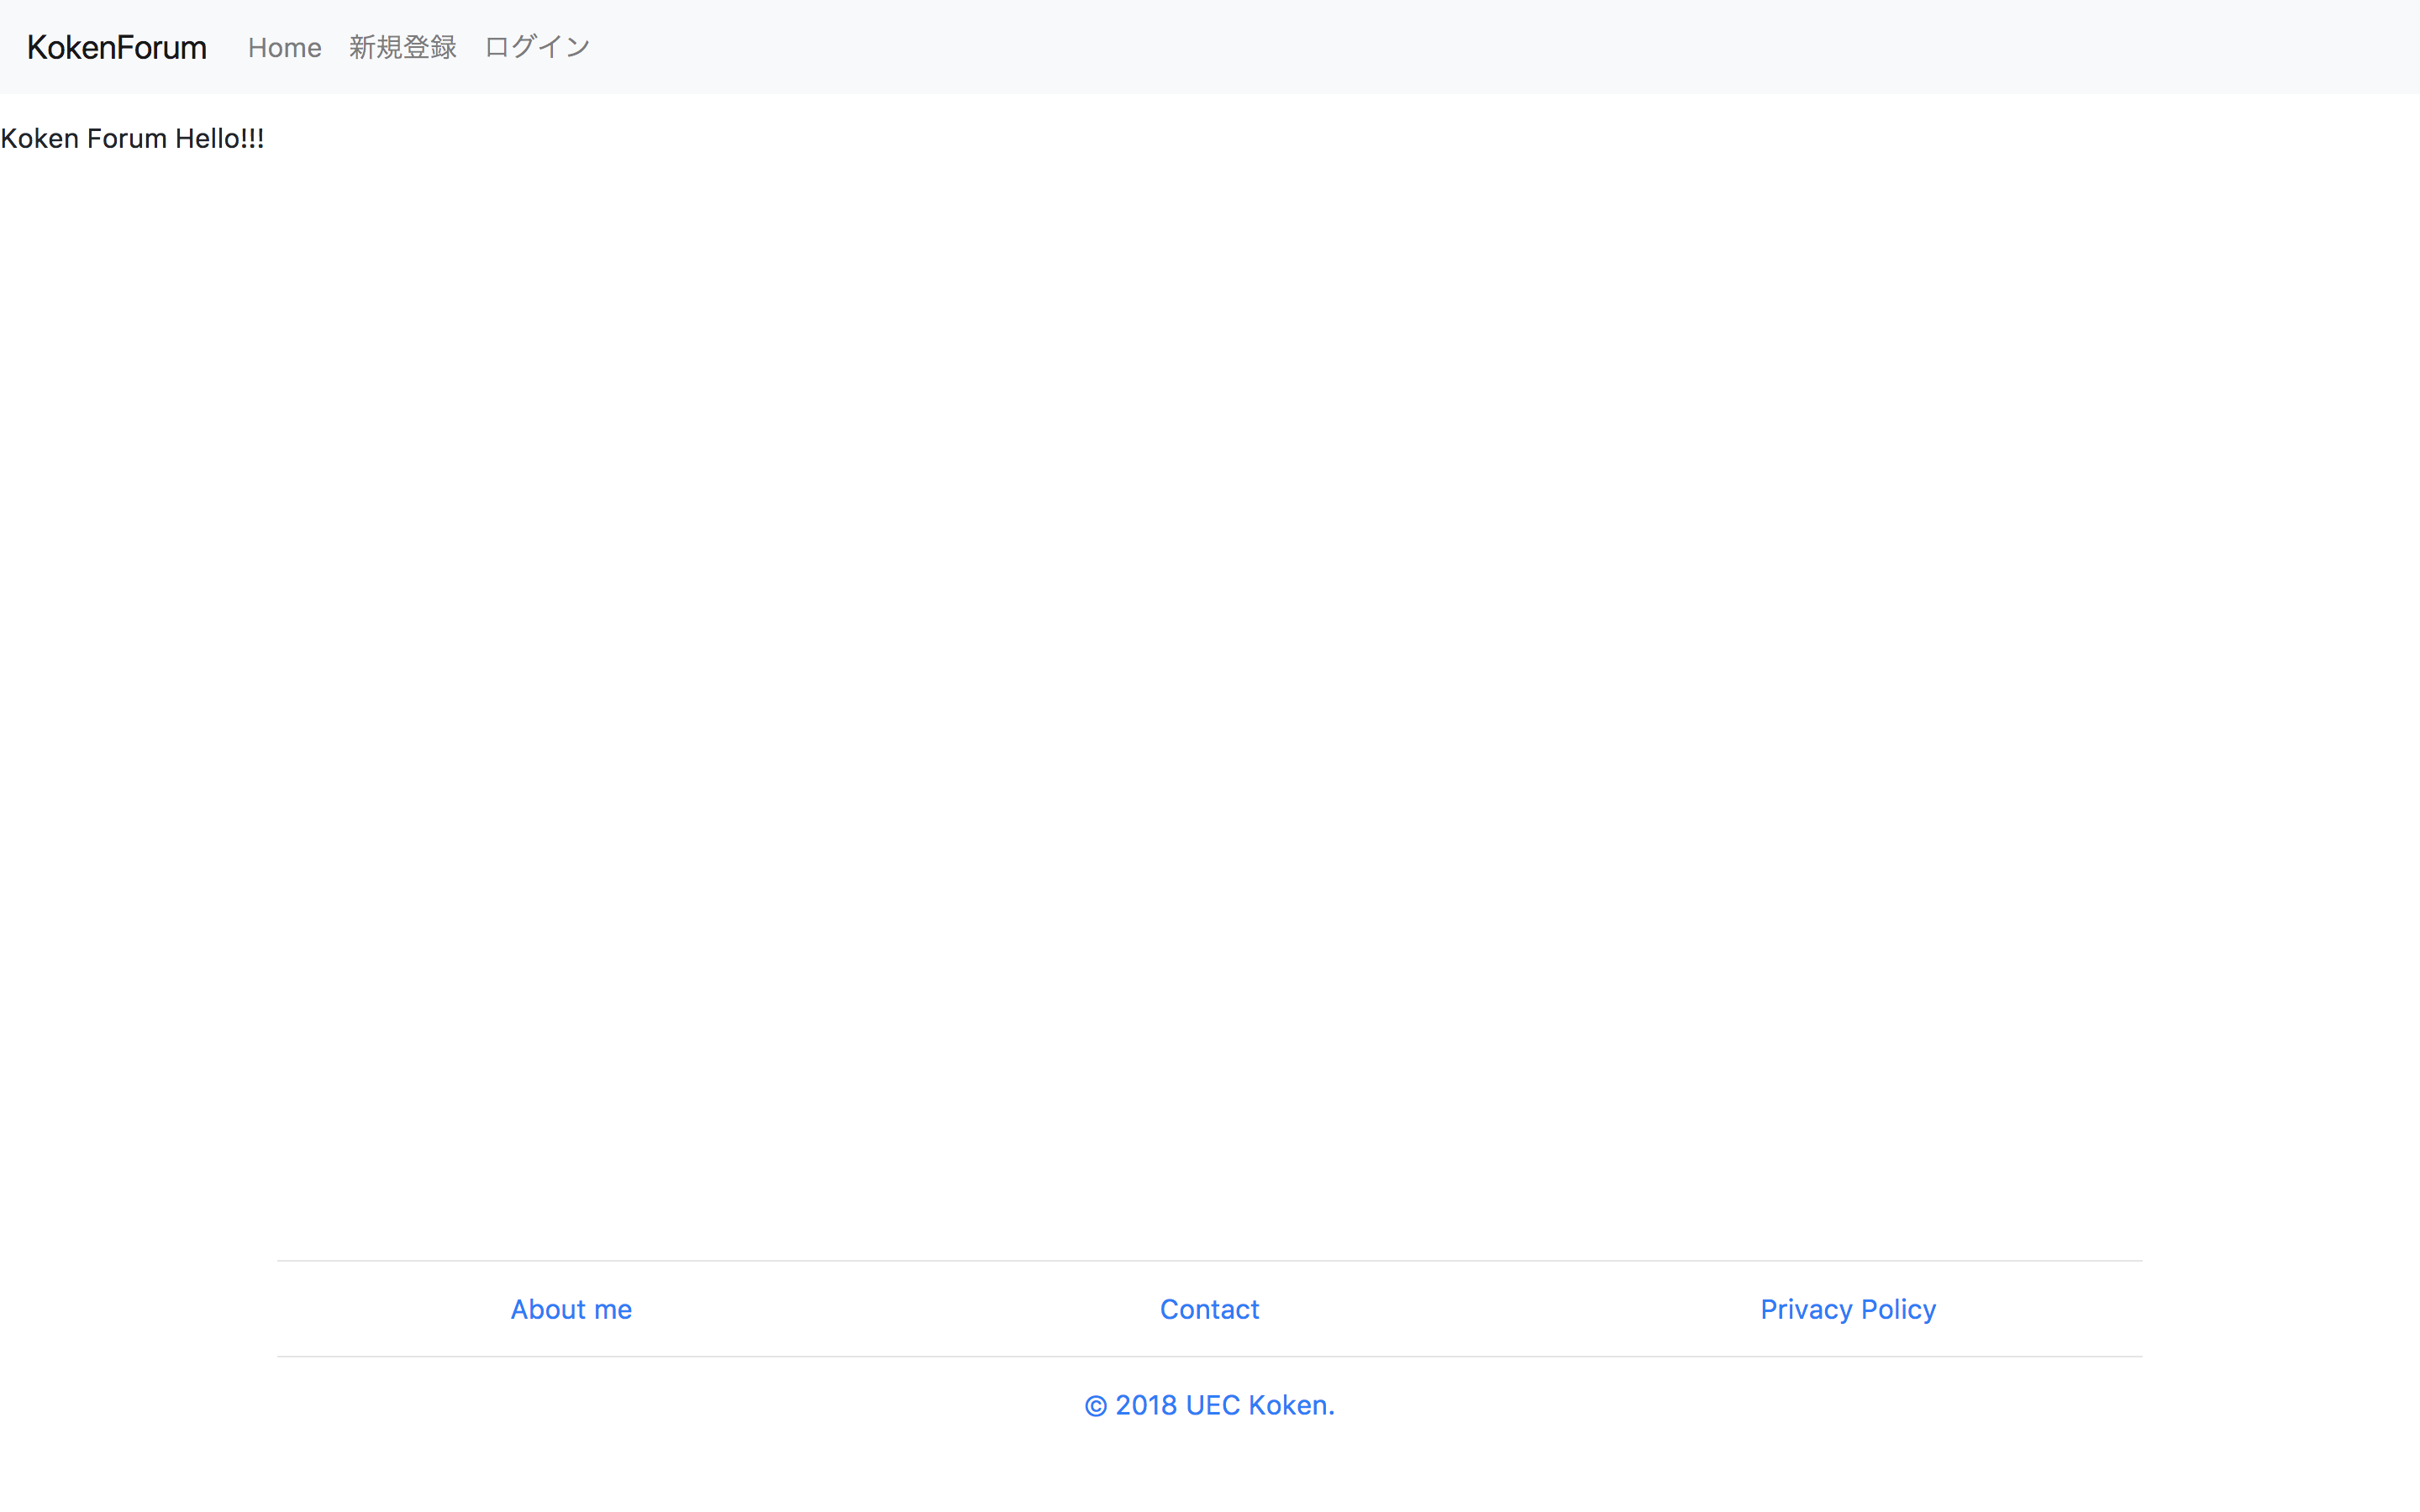 KokenForum Home 新規登録 ログイン
Koken Forum Hello!!!
About me Contact Privacy Policy
© 2018 UEC Koken.